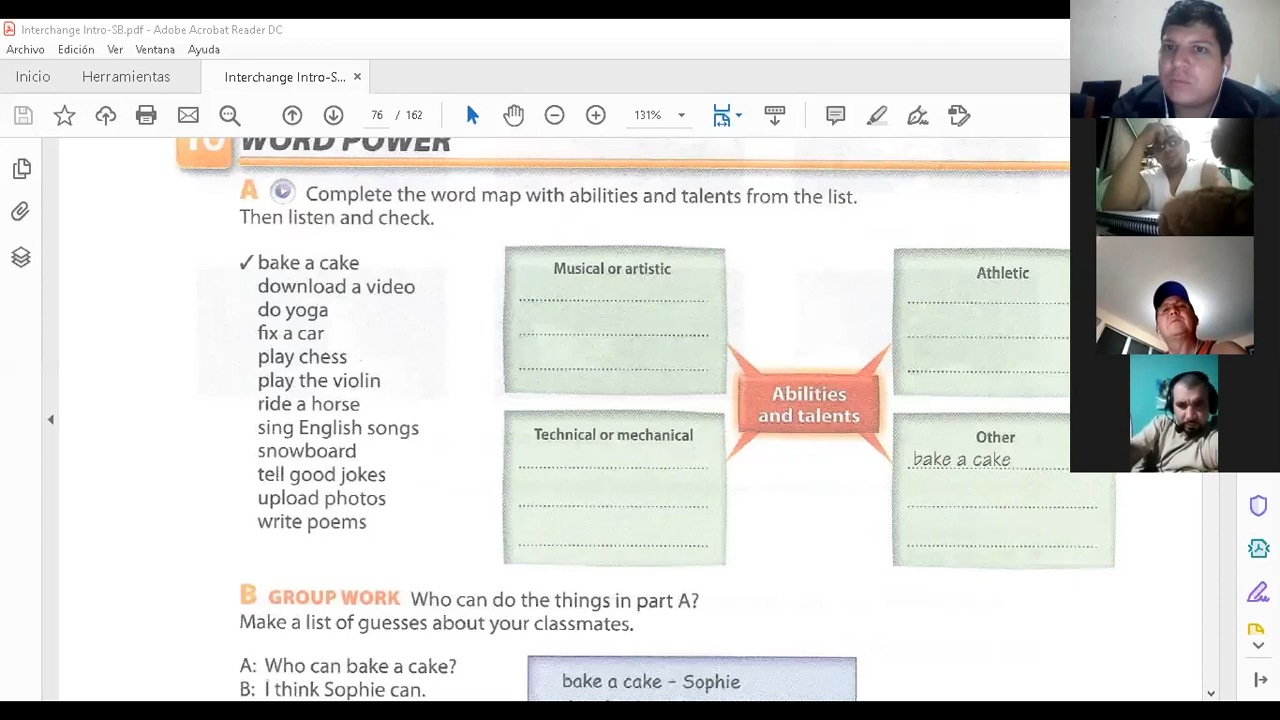 Interchange Intro-SB.pdf - Adobe Acrobat Reader DC
Archivo Edición Ver Ventana Ayuda
Inicio Herramientas Interchange Intro-S... ×
76 / 162 131%
10 WORD POWER
A Complete the word map with abilities and talents from the list.
Then listen and check.
✓ bake a cake
download a video
do yoga
fix a car
play chess
play the violin
ride a horse
sing English songs
snowboard
tell good jokes
upload photos
write poems
Musical or artistic
Athletic
Abilities
and talents
Technical or mechanical
Other
bake a cake
B GROUP WORK Who can do the things in part A?
Make a list of guesses about your classmates.
A: Who can bake a cake?
B: I think Sophie can.
bake a cake – Sophie